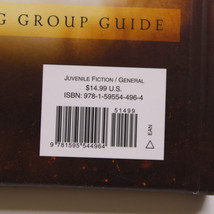 G GROUP GUIDE
JUVENILE FICTION / GENERAL
$14.99 U.S.
ISBN: 978-1-59554-496-4
51499
9 781595 544964
EAN